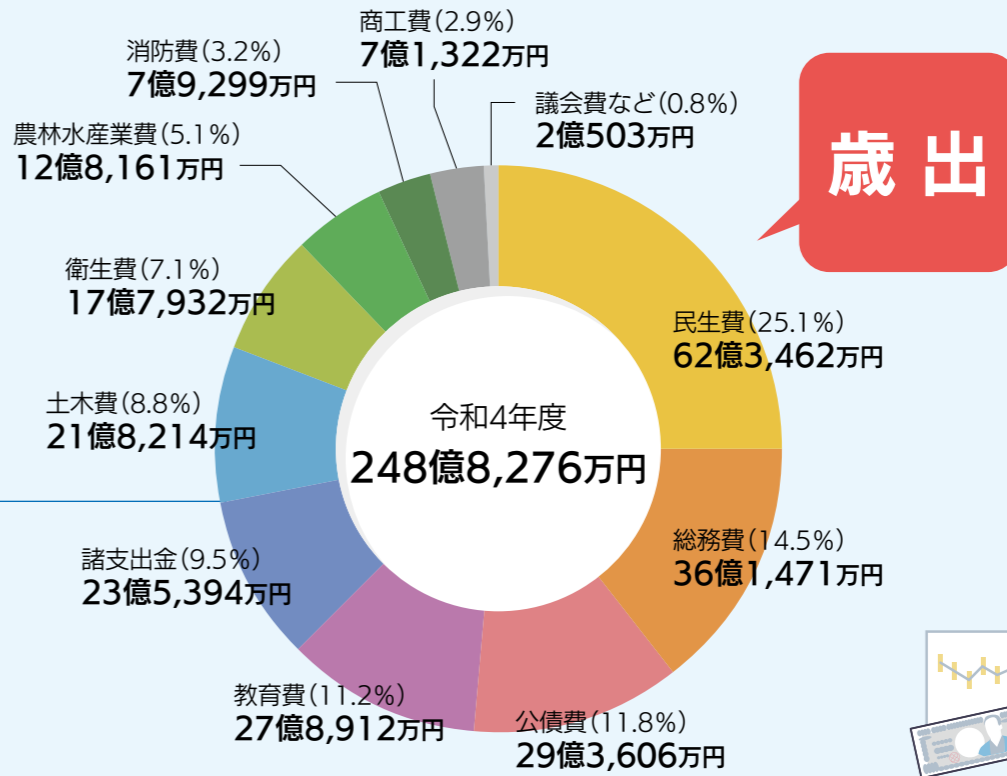 歳出
令和4年度
248億8,276万円
民生費(25.1%)
62億3,462万円
総務費(14.5%)
36億1,471万円
公債費(11.8%)
29億3,606万円
教育費(11.2%)
27億8,912万円
諸支出金(9.5%)
23億5,394万円
土木費(8.8%)
21億8,214万円
衛生費(7.1%)
17億7,932万円
農林水産業費(5.1%)
12億8,161万円
消防費(3.2%)
7億9,299万円
商工費(2.9%)
7億1,322万円
議会費など(0.8%)
2億503万円